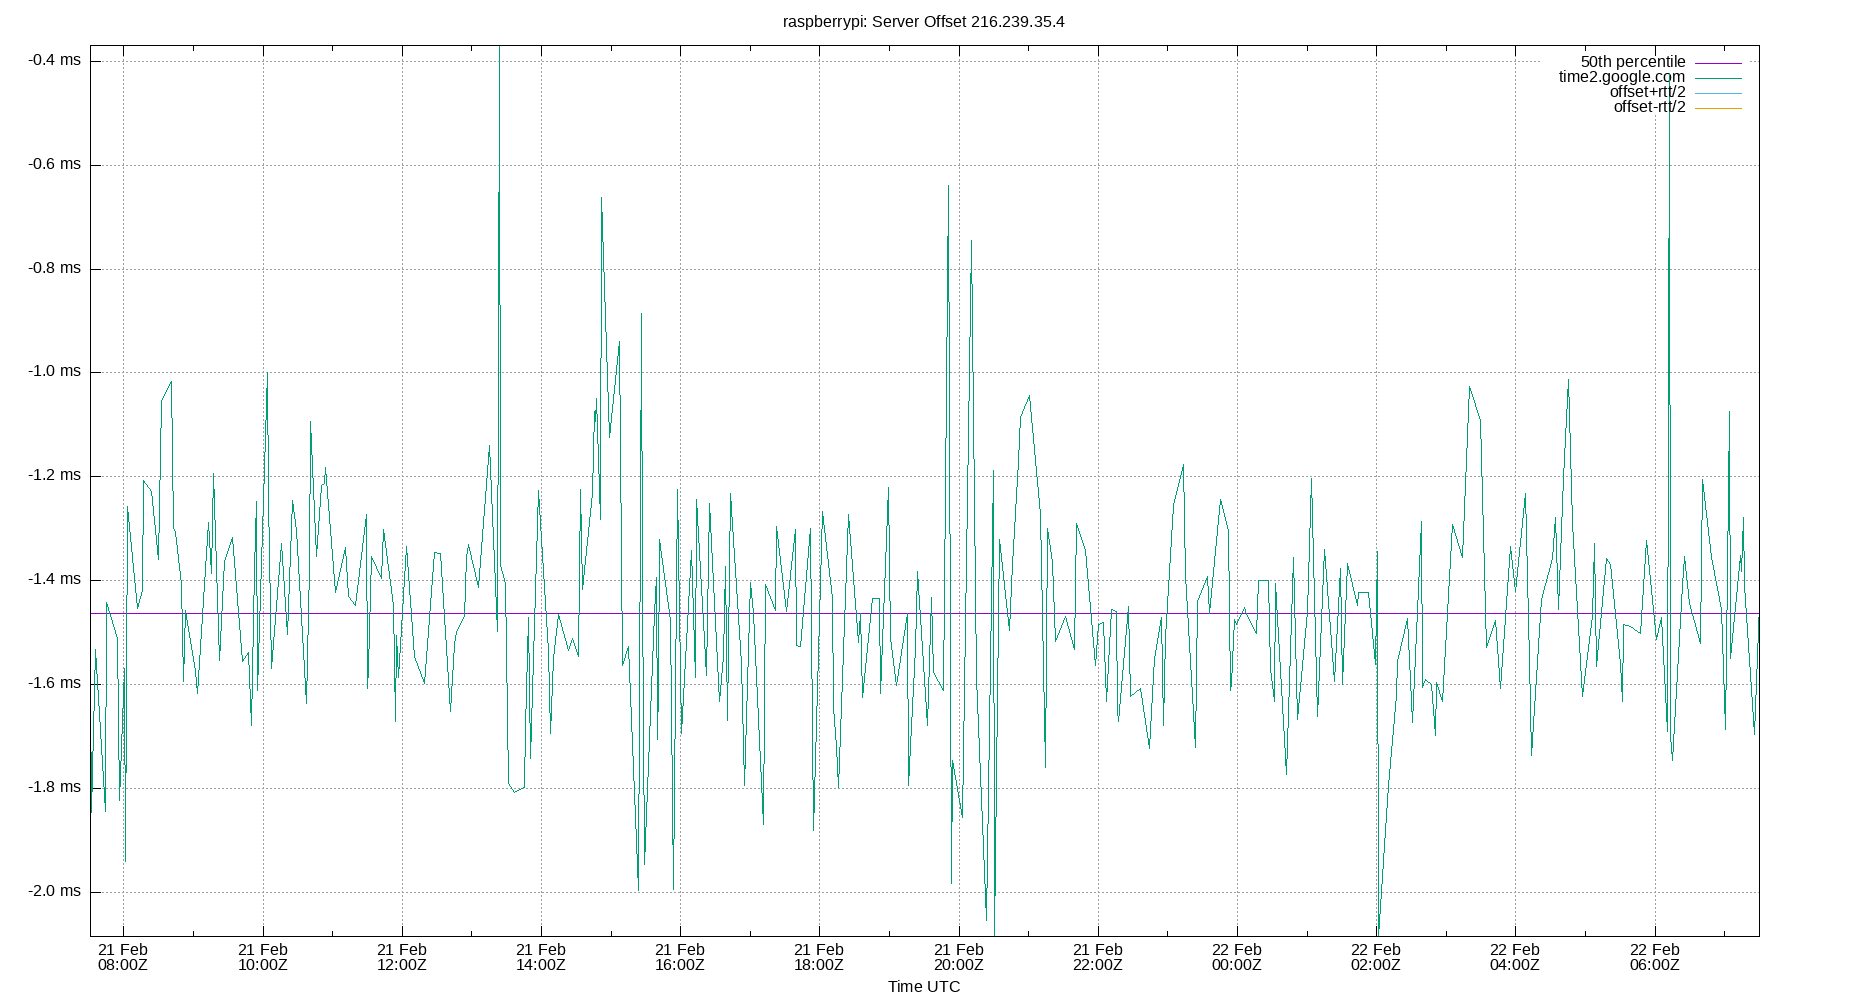 raspberrypi: Server Offset 216.239.35.4
50th percentile
time2.google.com
offset+rtt/2
offset-rtt/2
-0.4 ms
-0.6 ms
-0.8 ms
-1.0 ms
-1.2 ms
-1.4 ms
-1.6 ms
-1.8 ms
-2.0 ms
21 Feb 21 Feb 21 Feb 21 Feb 21 Feb 21 Feb 21 Feb 21 Feb 22 Feb 22 Feb 22 Feb 22 Feb
08:00Z 10:00Z 12:00Z 14:00Z 16:00Z 18:00Z 20:00Z 22:00Z 00:00Z 02:00Z 04:00Z 06:00Z
Time UTC